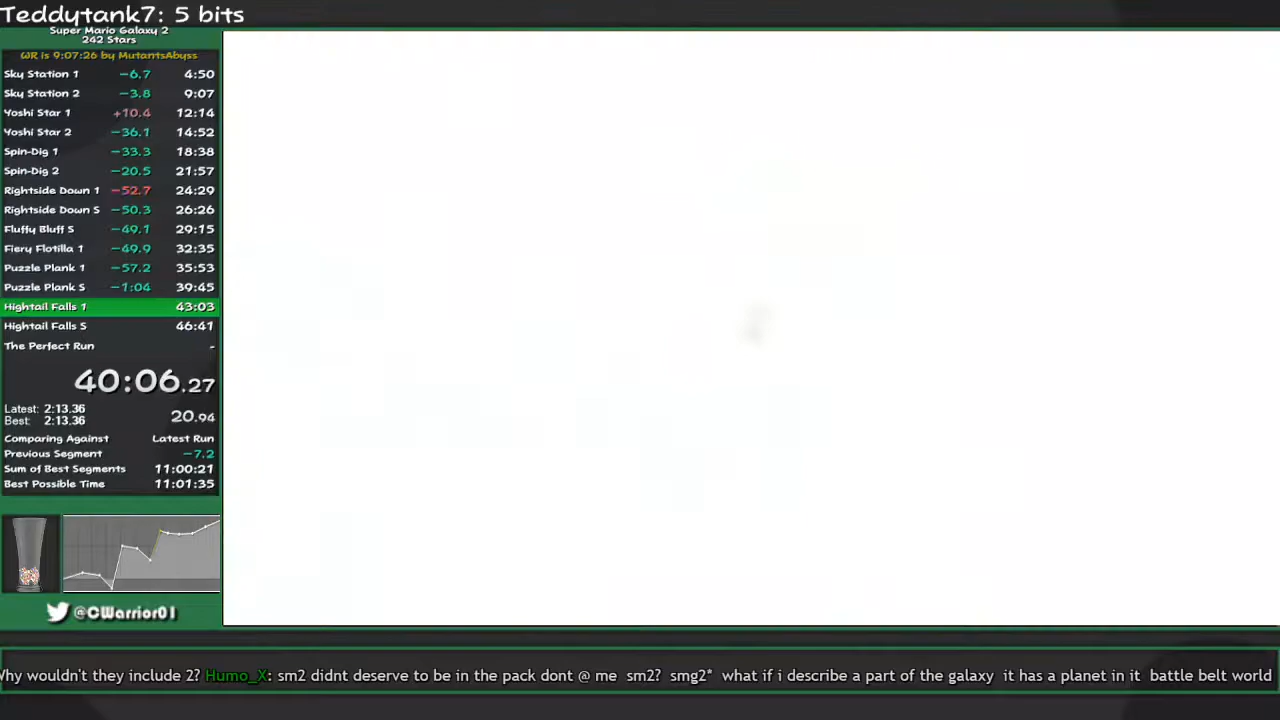 Teddytank7: 5 bits
Super Mario Galaxy 2
242 Stars
WR is 9:07:26 by MutantsAbyss
Sky Station 1 −6.7 4:50
Sky Station 2 −3.8 9:07
Yoshi Star 1 +10.4 12:14
Yoshi Star 2 −36.1 14:52
Spin-Dig 1 −33.3 18:38
Spin-Dig 2 −20.5 21:57
Rightside Down 1 −52.7 24:29
Rightside Down S −50.3 26:26
Fluffy Bluff S −49.1 29:15
Fiery Flotilla 1 −49.9 32:35
Puzzle Plank 1 −57.2 35:53
Puzzle Plank S −1:04 39:45
Hightail Falls 1 43:03
Hightail Falls S 46:41
The Perfect Run -
40:06.27
Latest: 2:13.36
Best: 2:13.36
20.94
Comparing Against Latest Run
Previous Segment −7.2
Sum of Best Segments 11:00:21
Best Possible Time 11:01:35
@CWarrior01
Why wouldn't they include 2? Humo_X: sm2 didnt deserve to be in the pack dont @ me sm2? smg2* what if i describe a part of the galaxy it has a planet in it battle belt world